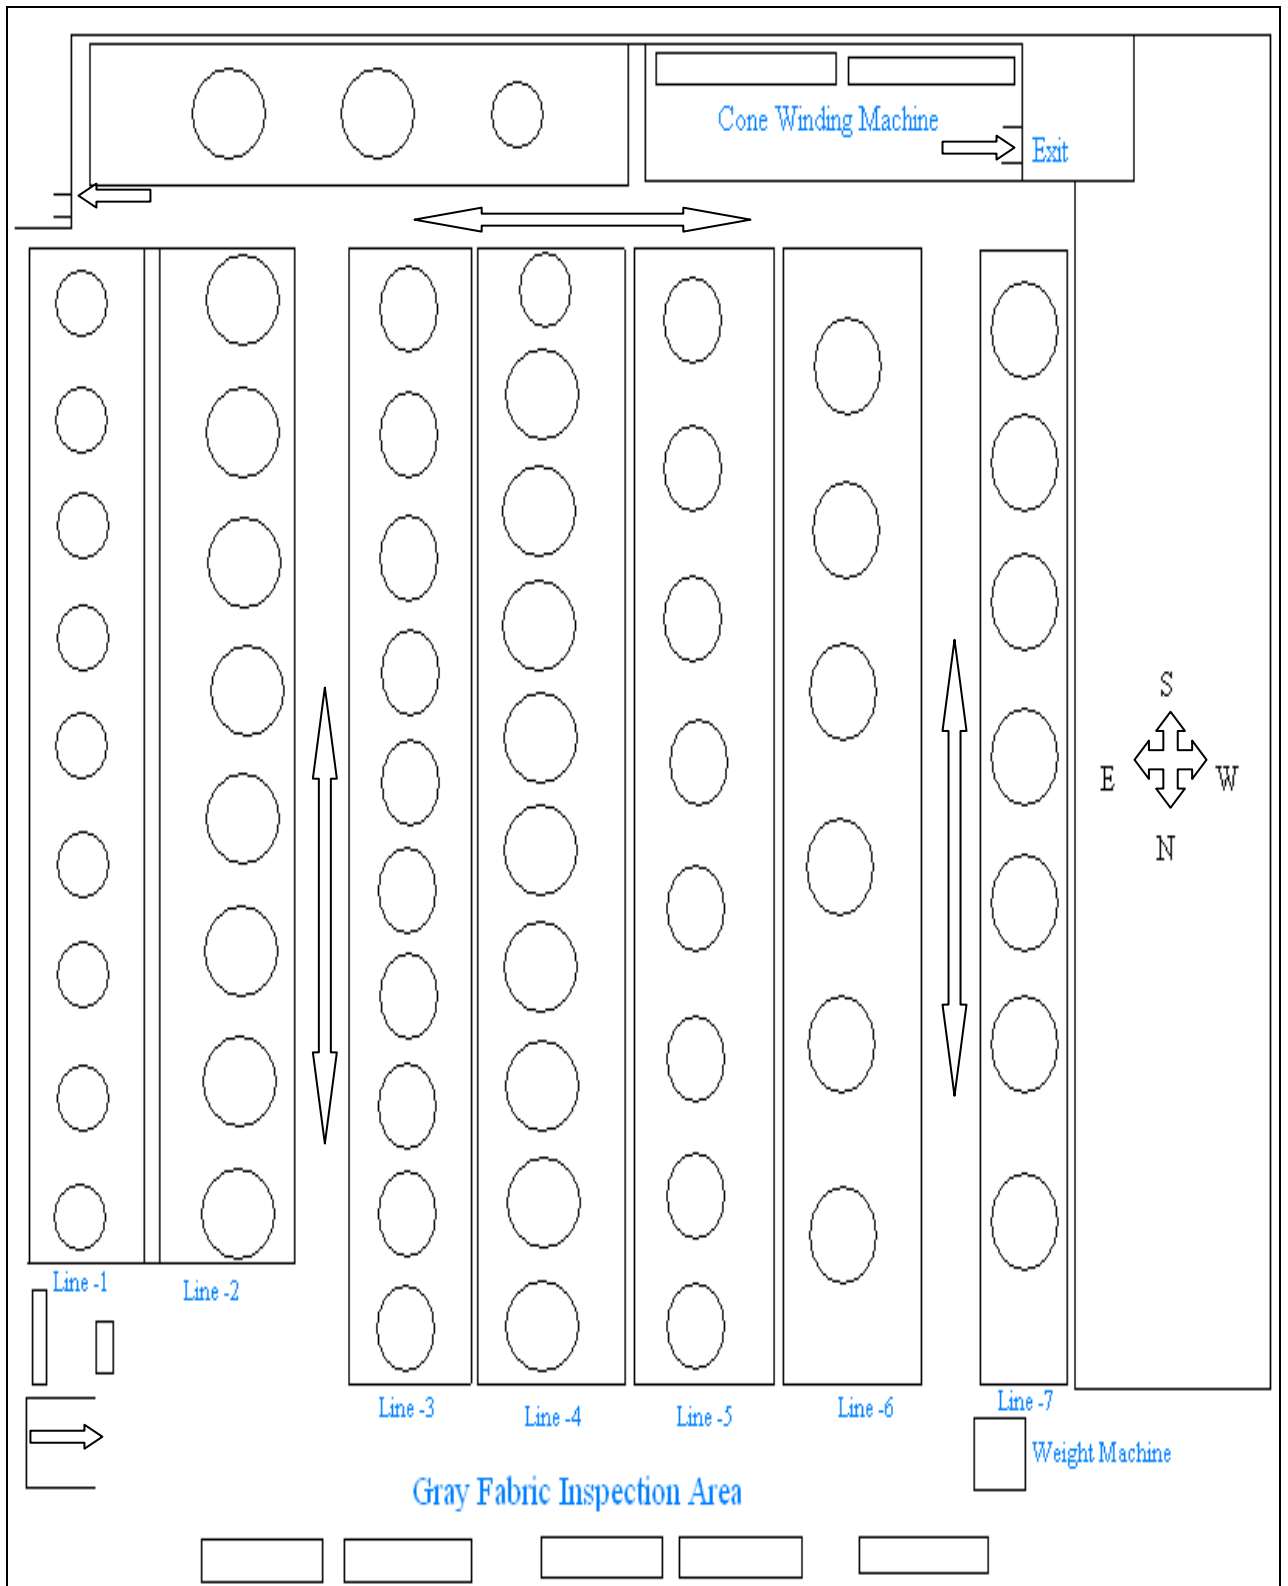 Cone Winding Machine
Exit
S
E
W
N
Line -1
Line -2
Line -3
Line -4
Line -5
Line -6
Line -7
Weight Machine
Gray Fabric Inspection Area